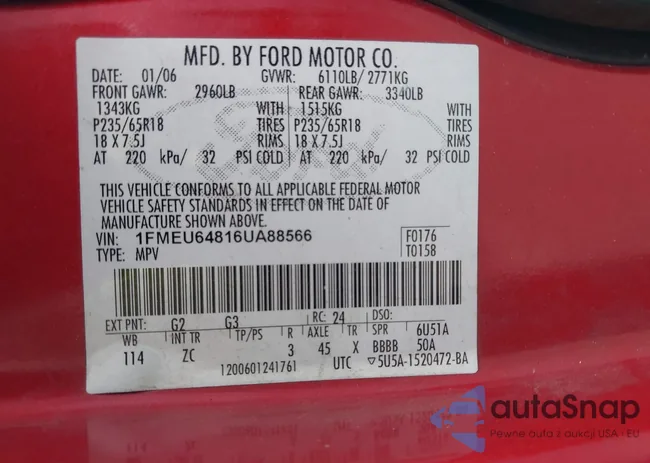 MFD. BY FORD MOTOR CO.
DATE: 01/06 GVWR: 6110LB/ 2771KG
FRONT GAWR: 2960LB REAR GAWR: 3340LB
1343KG WITH 1515KG WITH
P235/65R18 TIRES P235/65R18 TIRES
18 X 7.5J RIMS 18 X 7.5J RIMS
AT 220 kPa/ 32 PSI COLD AT 220 kPa/ 32 PSI COLD
THIS VEHICLE CONFORMS TO ALL APPLICABLE FEDERAL MOTOR
VEHICLE SAFETY STANDARDS IN EFFECT ON THE DATE OF
MANUFACTURE SHOWN ABOVE.
VIN: 1FMEU64816UA88566 F0176
TYPE: MPV T0158
EXT PNT: G2 G3 RC: 24 DSO:
WB INT TR TP/PS R AXLE TR SPR 6U51A
114 ZC 3 45 X BBBB 50A
1200601241761 UTC ▽5U5A-1520472-BA
autaSnap
Pewne auta z aukcji USA - EU